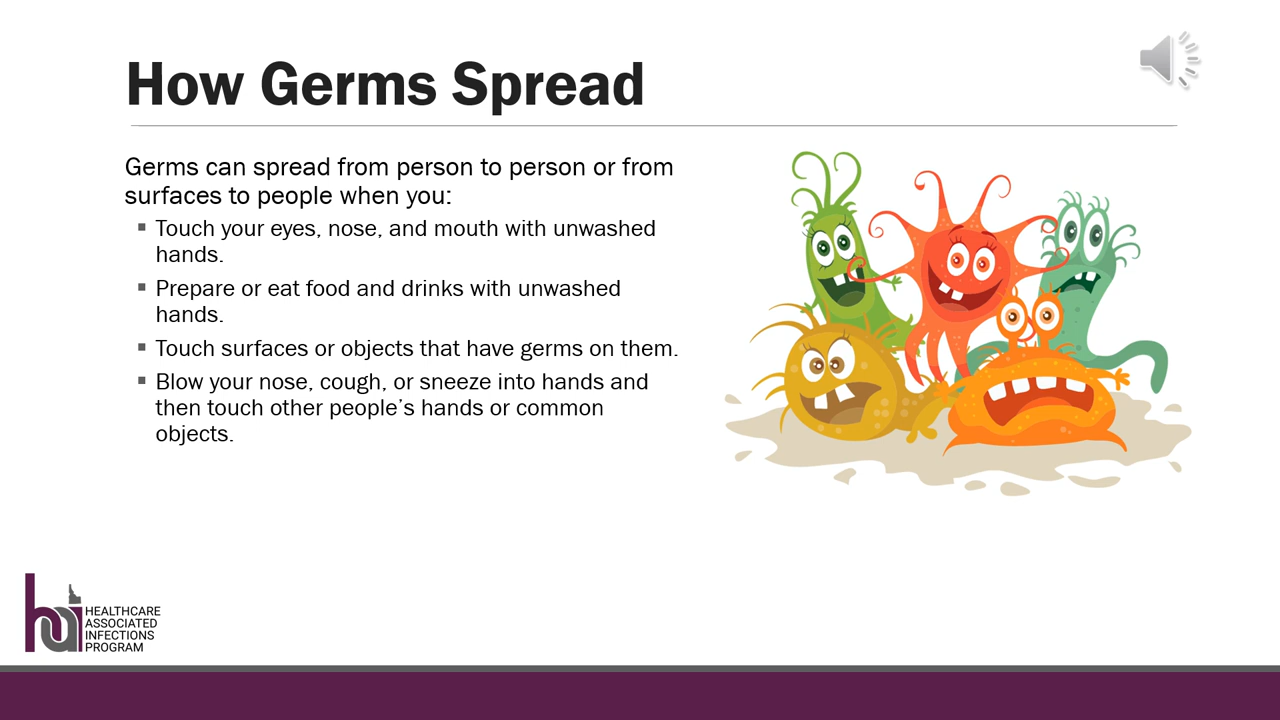 How Germs Spread
Germs can spread from person to person or from
surfaces to people when you:
▪ Touch your eyes, nose, and mouth with unwashed
hands.
▪ Prepare or eat food and drinks with unwashed
hands.
▪ Touch surfaces or objects that have germs on them.
▪ Blow your nose, cough, or sneeze into hands and
then touch other people’s hands or common
objects.
hai
HEALTHCARE
ASSOCIATED
INFECTIONS
PROGRAM